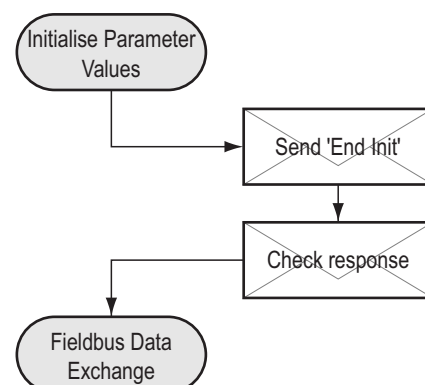 Initialise Parameter
Values
Send 'End Init'
Check response
Fieldbus Data
Exchange